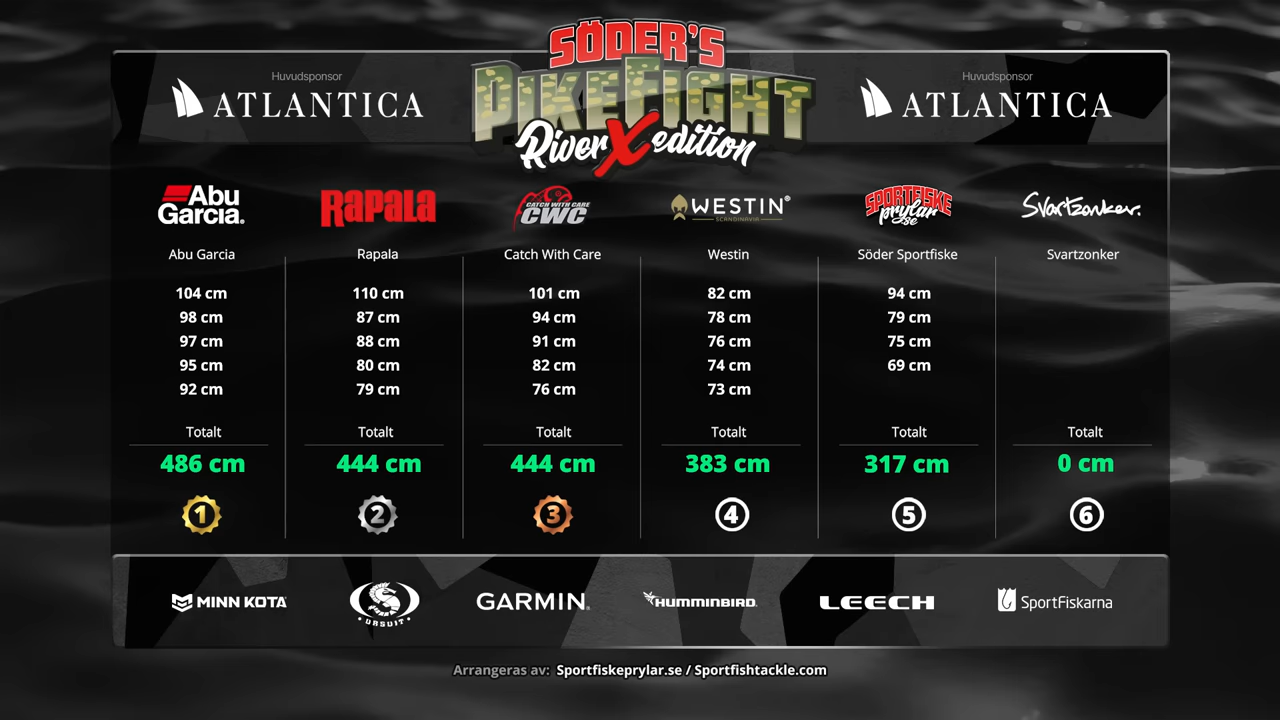 SÖDER'S
PIKEFIGHT
River X edition
Huvudsponsor
ATLANTICA
Huvudsponsor
ATLANTICA
Abu
Garcia.
RAPALA
CATCH WITH CARE
CWC
WESTIN®
SCANDINAVIA
SPORTFISKE
prylar
.se
Svartzonker.
Abu Garcia
104 cm
98 cm
97 cm
95 cm
92 cm
Totalt
486 cm
1
Rapala
110 cm
87 cm
88 cm
80 cm
79 cm
Totalt
444 cm
2
Catch With Care
101 cm
94 cm
91 cm
82 cm
76 cm
Totalt
444 cm
3
Westin
82 cm
78 cm
76 cm
74 cm
73 cm
Totalt
383 cm
4
Söder Sportfiske
94 cm
79 cm
75 cm
69 cm
Totalt
317 cm
5
Svartzonker
Totalt
0 cm
6
MINN KOTA
URSUIT
GARMIN®
HUMMINBIRD
LEECH
SportFiskarna
Arrangeras av: Sportfiskeprylar.se / Sportfishtackle.com